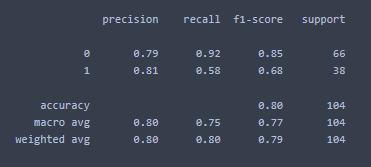 precision recall f1-score support
0 0.79 0.92 0.85 66
1 0.81 0.58 0.68 38
accuracy 0.80 104
macro avg 0.80 0.75 0.77 104
weighted avg 0.80 0.80 0.79 104